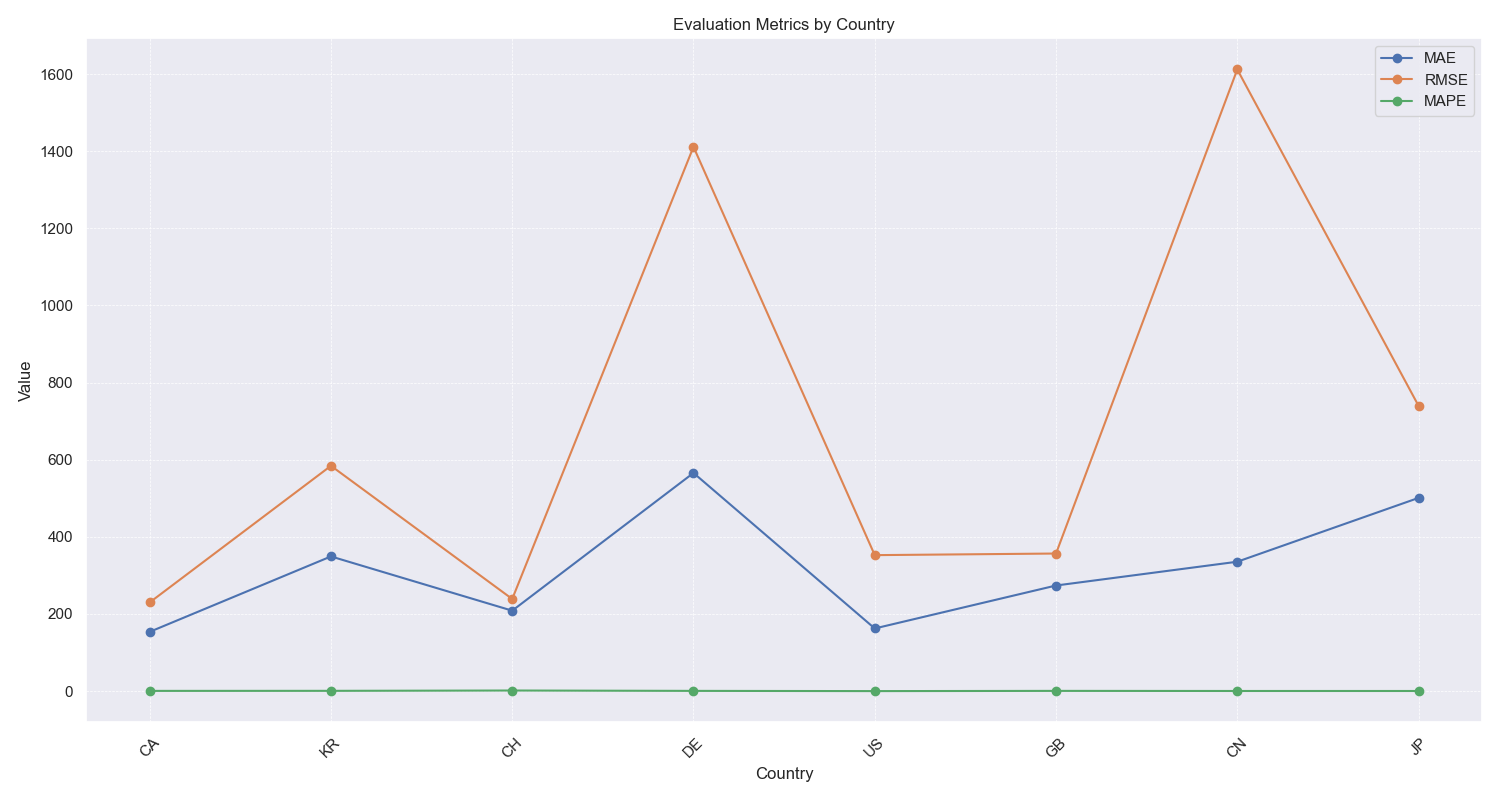 Evaluation Metrics by Country
MAE
RMSE
MAPE
1600
1400
1200
1000
800
600
400
200
0
Value
CA
KR
CH
DE
US
GB
CN
JP
Country